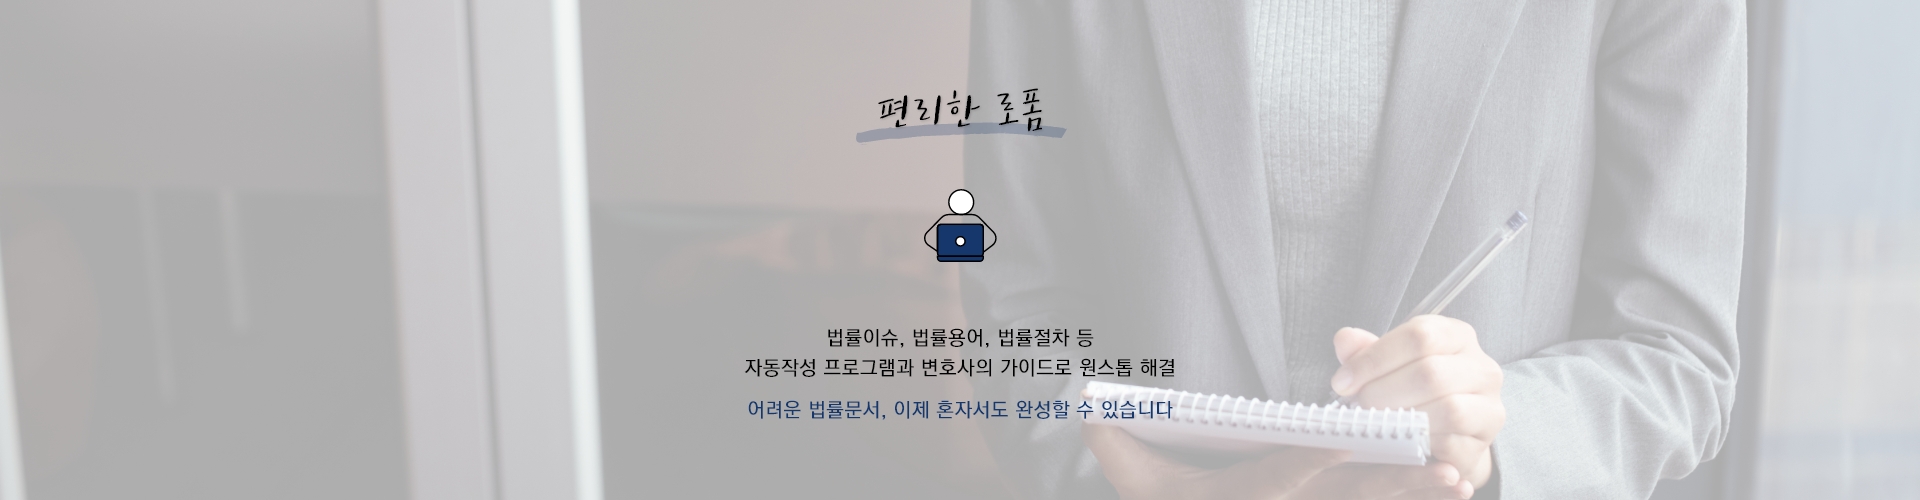 편리한 로폼
법률이슈, 법률용어, 법률절차 등
자동작성 프로그램과 변호사의 가이드로 원스톱 해결
어려운 법률문서, 이제 혼자서도 완성할 수 있습니다